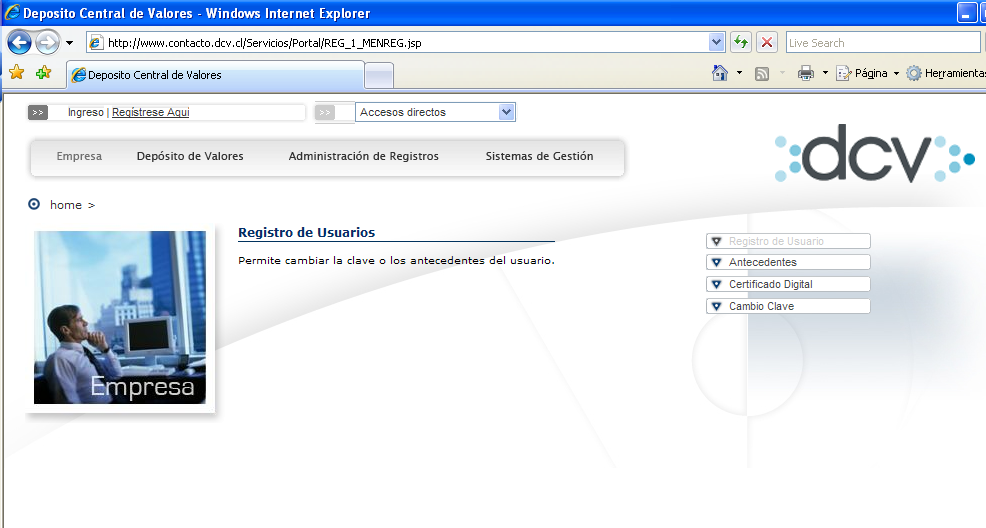 Deposito Central de Valores - Windows Internet Explorer
http://www.contacto.dcv.cl/Servicios/Portal/REG_1_MENREG.jsp
Live Search
Deposito Central de Valores
Página
Herramientas
>> Ingreso | Regístrese Aquí >> Accesos directos
Empresa Depósito de Valores Administración de Registros Sistemas de Gestión
dcv
home >
Registro de Usuarios
Permite cambiar la clave o los antecedentes del usuario.
Registro de Usuario
Antecedentes
Certificado Digital
Cambio Clave
Empresa